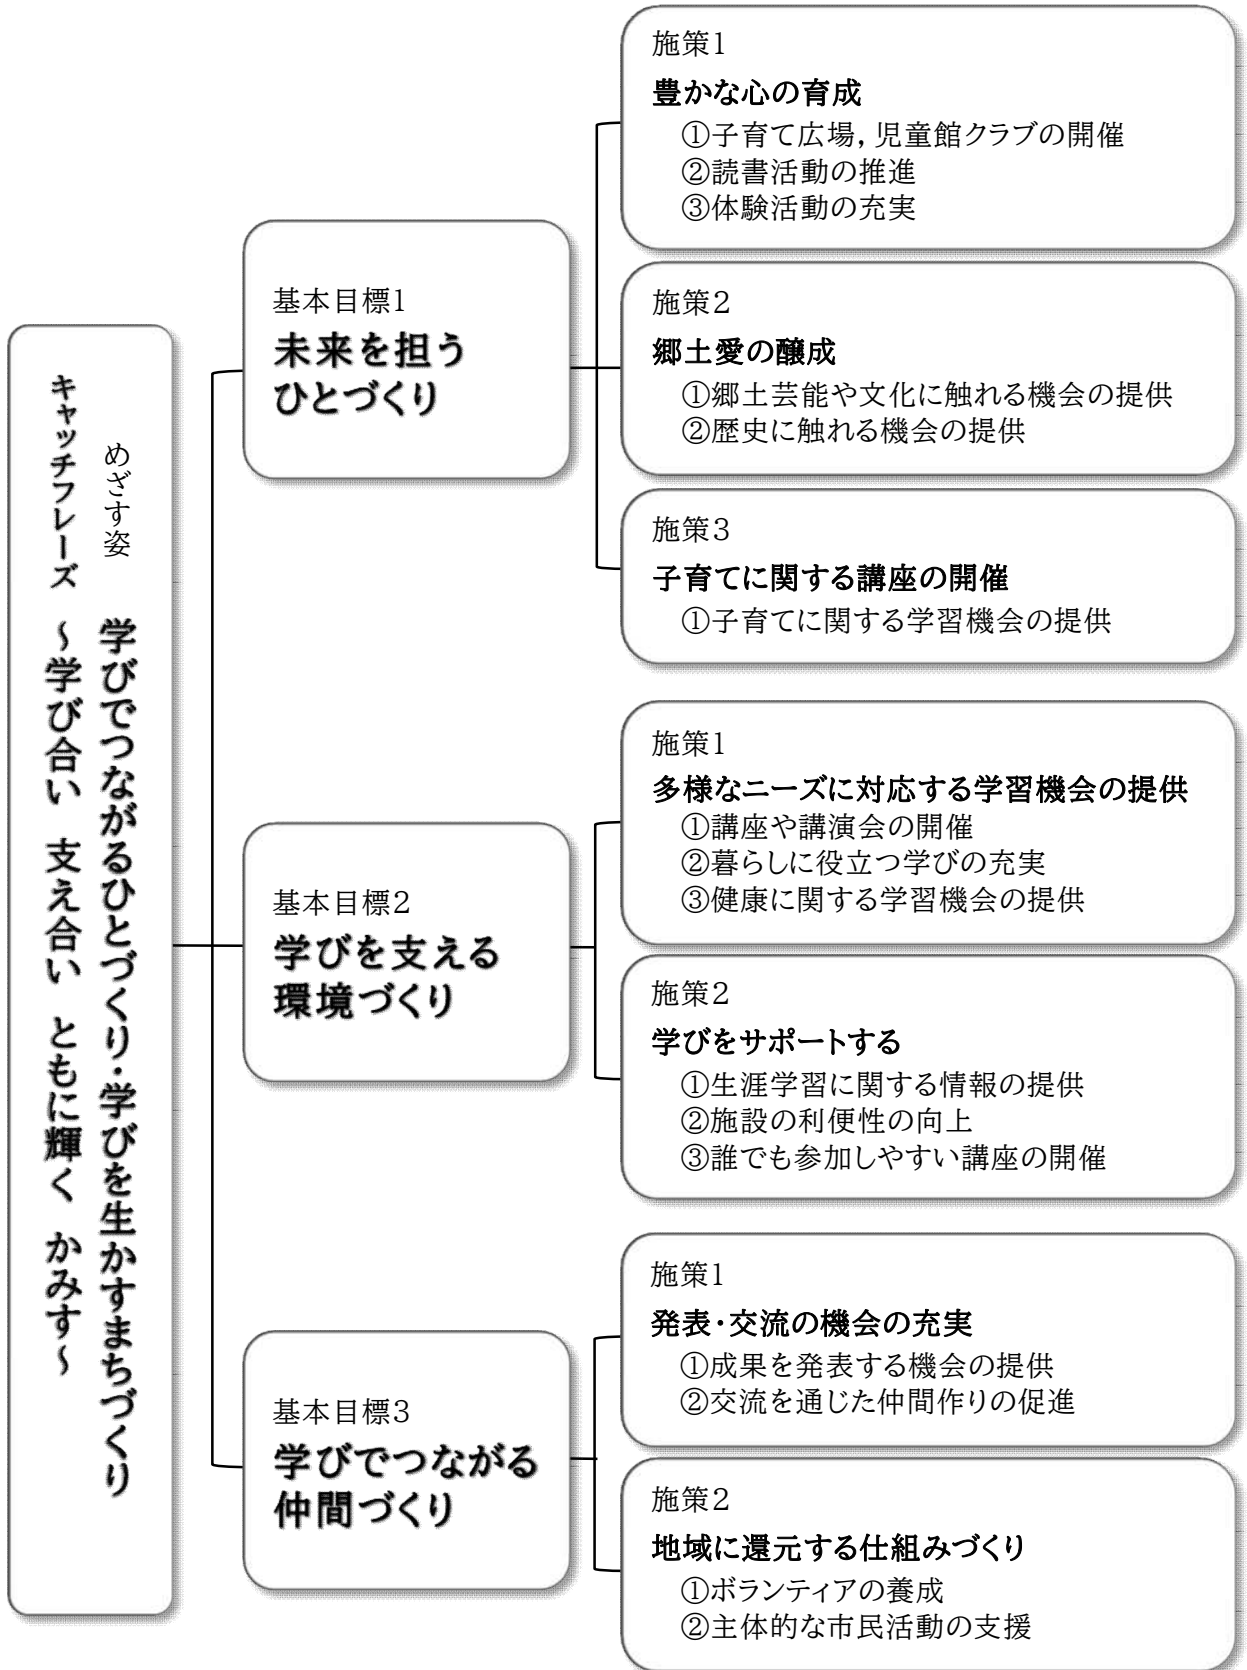 めざす姿　学びでつながるひとづくり・学びを生かすまちづくり
キャッチフレーズ　～学び合い　支え合い　ともに輝く　かみす～
基本目標1
未来を担う
ひとづくり
施策1
豊かな心の育成
①子育て広場，児童館クラブの開催
②読書活動の推進
③体験活動の充実
施策2
郷土愛の醸成
①郷土芸能や文化に触れる機会の提供
②歴史に触れる機会の提供
施策3
子育てに関する講座の開催
①子育てに関する学習機会の提供
基本目標2
学びを支える
環境づくり
施策1
多様なニーズに対応する学習機会の提供
①講座や講演会の開催
②暮らしに役立つ学びの充実
③健康に関する学習機会の提供
施策2
学びをサポートする
①生涯学習に関する情報の提供
②施設の利便性の向上
③誰でも参加しやすい講座の開催
基本目標3
学びでつながる
仲間づくり
施策1
発表・交流の機会の充実
①成果を発表する機会の提供
②交流を通じた仲間作りの促進
施策2
地域に還元する仕組みづくり
①ボランティアの養成
②主体的な市民活動の支援